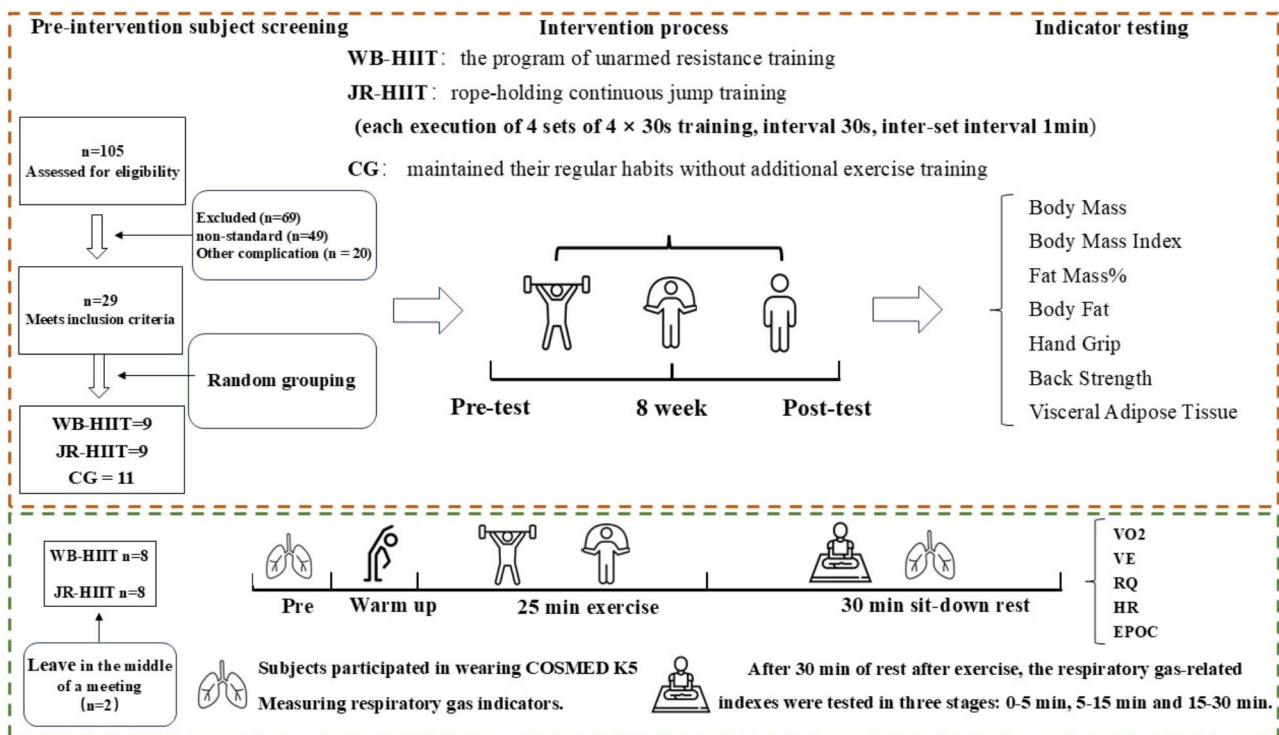 Pre-intervention subject screening
Intervention process
Indicator testing
WB-HIIT： the program of unarmed resistance training
JR-HIIT： rope-holding continuous jump training
(each execution of 4 sets of 4 × 30s training, interval 30s, inter-set interval 1min)
CG： maintained their regular habits without additional exercise training
n=105
Assessed for eligibility
Excluded (n=69)
non-standard (n=49)
Other complication (n = 20)
n=29
Meets inclusion criteria
Random grouping
WB-HIIT=9
JR-HIIT=9
CG = 11
Pre-test
8 week
Post-test
Body Mass
Body Mass Index
Fat Mass%
Body Fat
Hand Grip
Back Strength
Visceral Adipose Tissue
WB-HIIT n=8
JR-HIIT n=8
Leave in the middle
of a meeting
(n=2)
Pre
Warm up
25 min exercise
30 min sit-down rest
VO2
VE
RQ
HR
EPOC
Subjects participated in wearing COSMED K5
Measuring respiratory gas indicators.
After 30 min of rest after exercise, the respiratory gas-related
indexes were tested in three stages: 0-5 min, 5-15 min and 15-30 min.